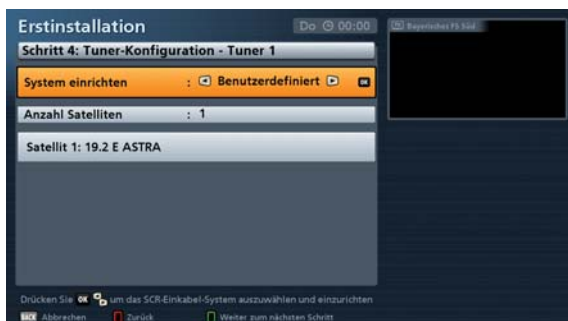 Erstinstallation
Do 00:00
Bayerisches FS Süd
Schritt 4: Tuner-Konfiguration - Tuner 1
System einrichten : Benutzerdefiniert OK
Anzahl Satelliten : 1
Satellit 1: 19.2 E ASTRA
Drücken Sie OK um das SCR-Einkabel-System auszuwählen und einzurichten
BACK Abbrechen Zurück Weiter zum nächsten Schritt